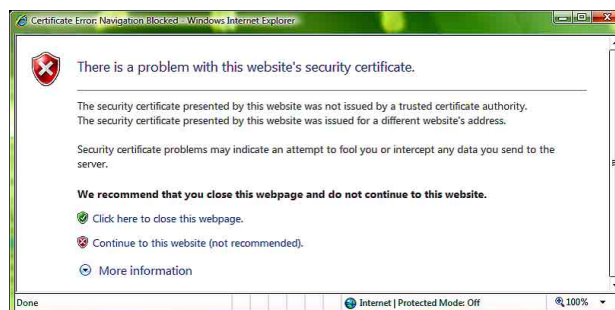 Certificate Error: Navigation Blocked - Windows Internet Explorer
There is a problem with this website's security certificate.
The security certificate presented by this website was not issued by a trusted certificate authority.
The security certificate presented by this website was issued for a different website's address.
Security certificate problems may indicate an attempt to fool you or intercept any data you send to the
server.
We recommend that you close this webpage and do not continue to this website.
Click here to close this webpage.
Continue to this website (not recommended).
More information
Done Internet | Protected Mode: Off 100%